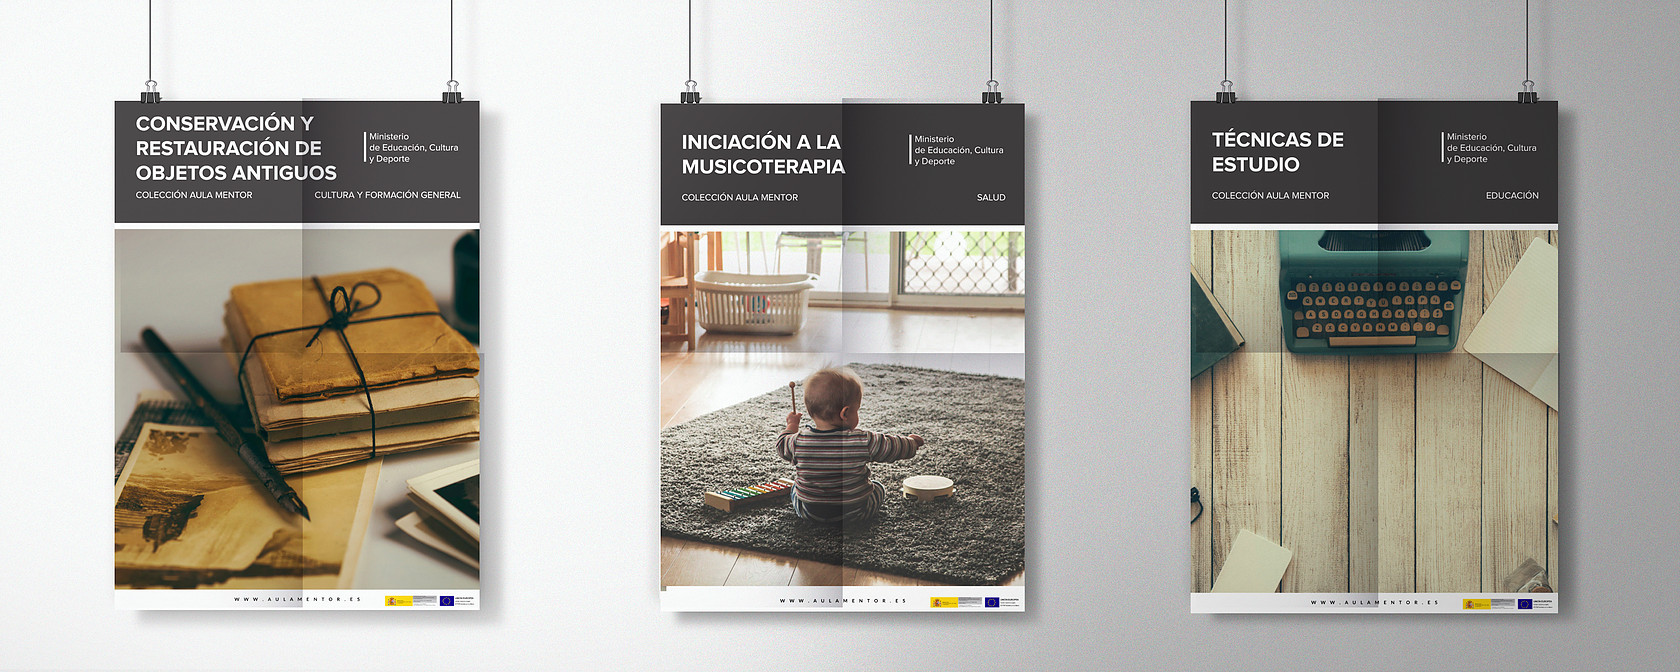 CONSERVACIÓN Y
RESTAURACIÓN DE
OBJETOS ANTIGUOS
Ministerio
de Educación, Cultura
y Deporte
COLECCIÓN AULA MENTOR
CULTURA Y FORMACIÓN GENERAL
WWW.AULAMENTOR.ES
INICIACIÓN A LA
MUSICOTERAPIA
Ministerio
de Educación, Cultura
y Deporte
COLECCIÓN AULA MENTOR
SALUD
WWW.AULAMENTOR.ES
TÉCNICAS DE
ESTUDIO
Ministerio
de Educación, Cultura
y Deporte
COLECCIÓN AULA MENTOR
EDUCACIÓN
WWW.AULAMENTOR.ES